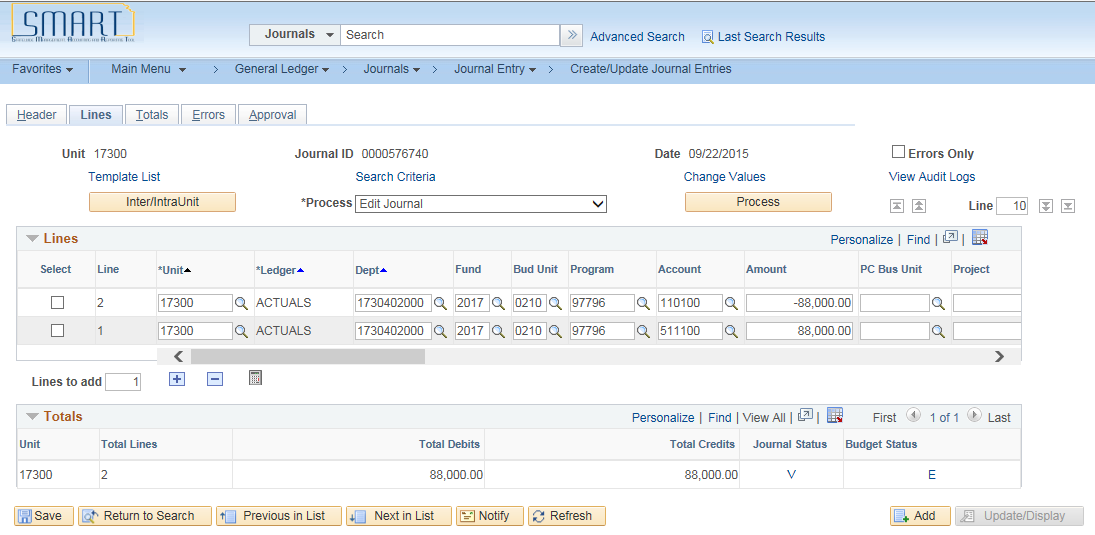 SMART
Journals Search » Advanced Search Last Search Results
Favorites Main Menu > General Ledger > Journals > Journal Entry > Create/Update Journal Entries
Header Lines Totals Errors Approval
Unit 17300 Journal ID 0000576740 Date 09/22/2015 Errors Only
Template List Search Criteria Change Values View Audit Logs
Inter/IntraUnit *Process Edit Journal Process Line 10
Lines Personalize | Find | |
Select Line *Unit *Ledger Dept Fund Bud Unit Program Account Amount PC Bus Unit Project
2 17300 ACTUALS 1730402000 2017 0210 97796 110100 -88,000.00
1 17300 ACTUALS 1730402000 2017 0210 97796 511100 88,000.00
Lines to add 1
Totals Personalize | Find | View All | | First 1 of 1 Last
Unit Total Lines Total Debits Total Credits Journal Status Budget Status
17300 2 88,000.00 88,000.00 V E
Save Return to Search Previous in List Next in List Notify Refresh Add Update/Display